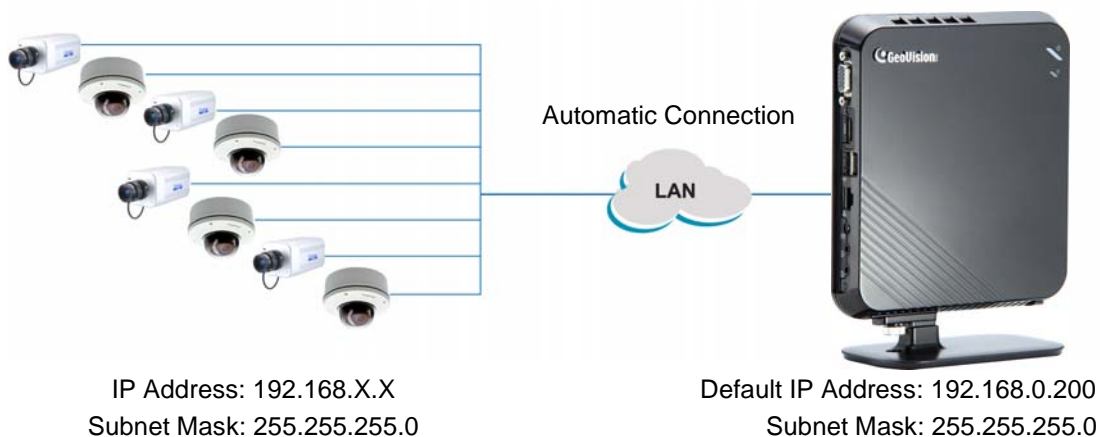 GeoVision
Automatic Connection
LAN
IP Address: 192.168.X.X
Subnet Mask: 255.255.255.0
Default IP Address: 192.168.0.200
Subnet Mask: 255.255.255.0